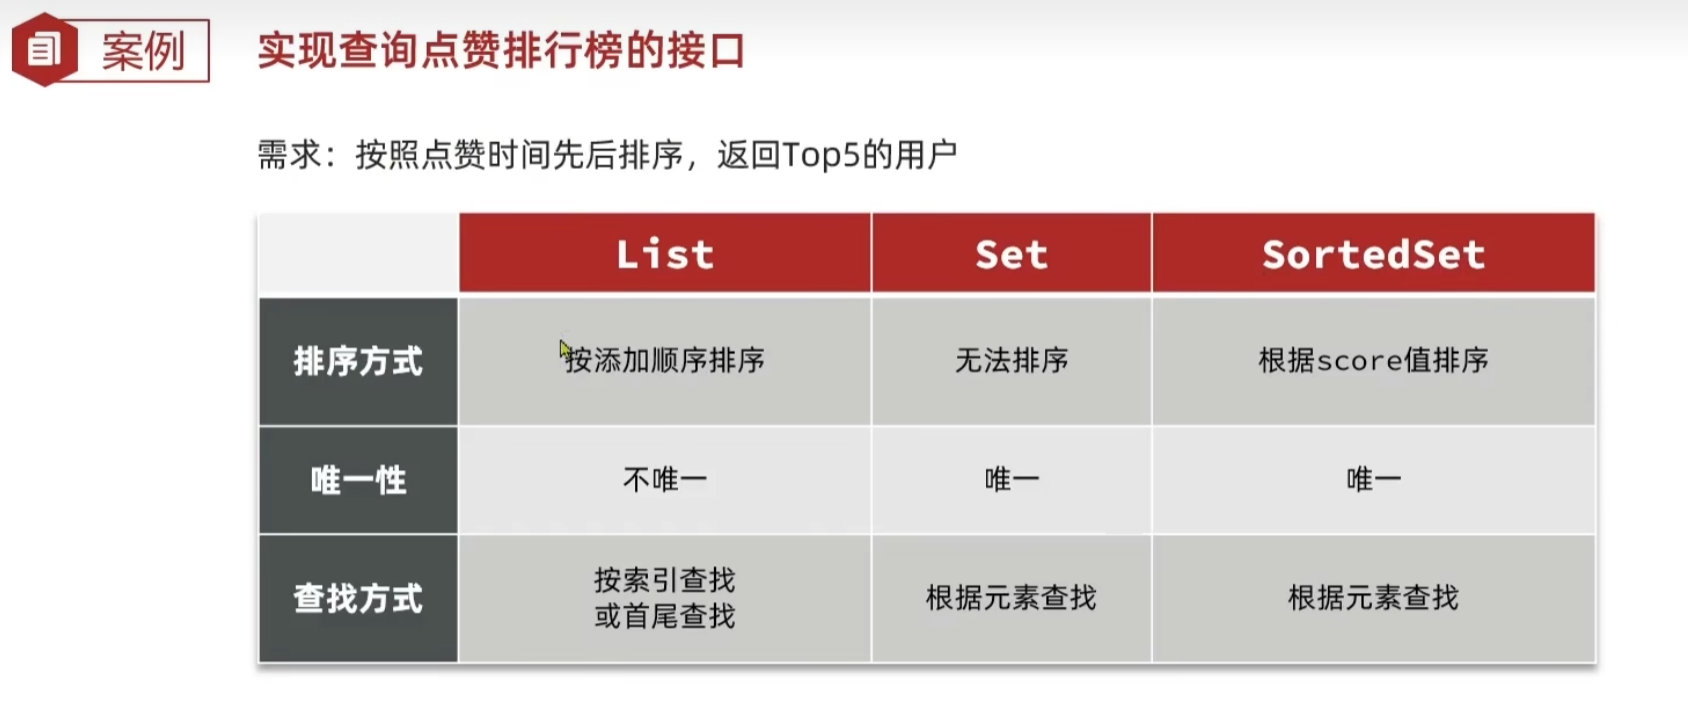 案例
实现查询点赞排行榜的接口
需求：按照点赞时间先后排序，返回Top5的用户
List Set SortedSet
排序方式 按添加顺序排序 无法排序 根据score值排序
唯一性 不唯一 唯一 唯一
查找方式 按索引查找
或首尾查找 根据元素查找 根据元素查找